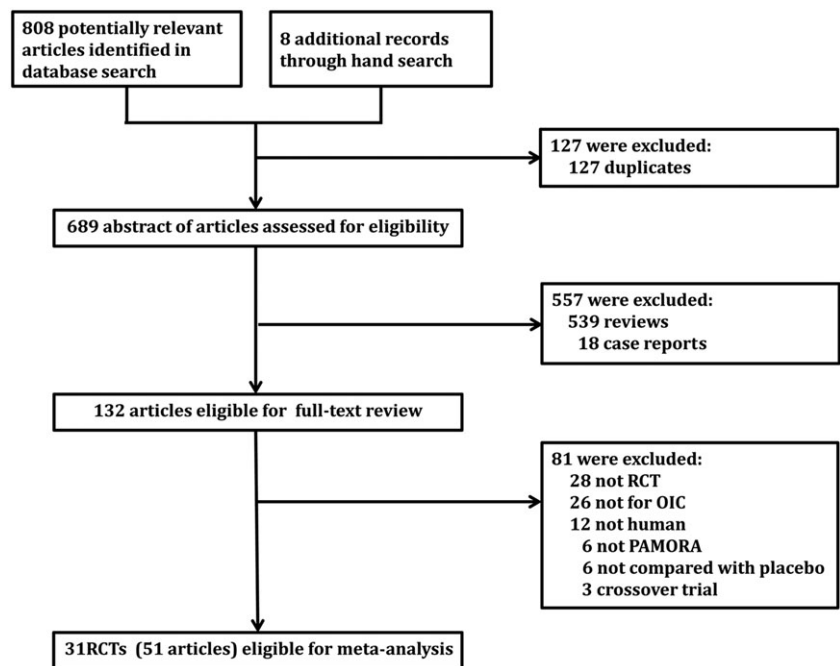 808 potentially relevant
articles identified in
database search
8 additional records
through hand search
127 were excluded:
127 duplicates
689 abstract of articles assessed for eligibility
557 were excluded:
539 reviews
18 case reports
132 articles eligible for full-text review
81 were excluded:
28 not RCT
26 not for OIC
12 not human
6 not PAMORA
6 not compared with placebo
3 crossover trial
31RCTs (51 articles) eligible for meta-analysis